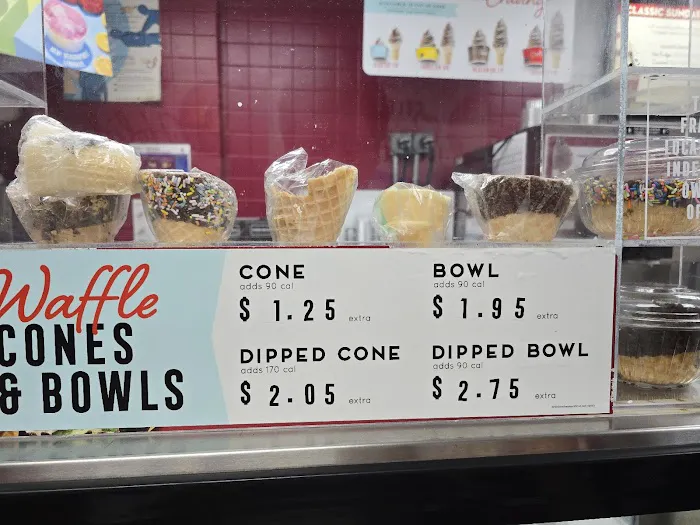 CLASSIC SUND
Waffle
CONES
& BOWLS
CONE
adds 90 cal
$ 1.25 extra
BOWL
adds 90 cal
$ 1.95 extra
DIPPED CONE
adds 170 cal
$ 2.05 extra
DIPPED BOWL
adds 90 cal
$ 2.75 extra